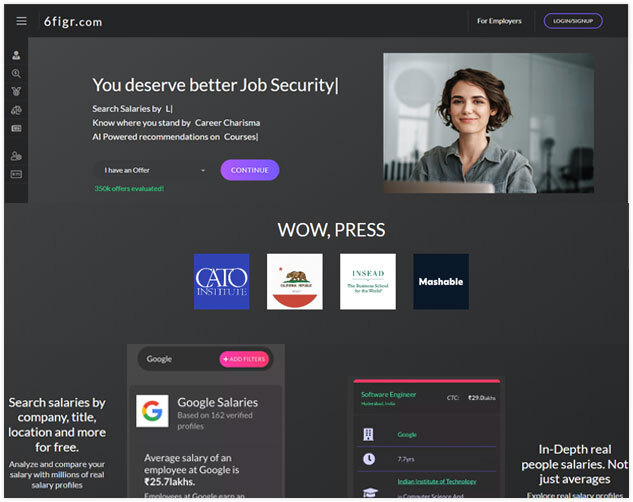 6figr.com
For Employers
LOGIN/SIGNUP
You deserve better Job Security|
Search Salaries by L|
Know where you stand by Career Charisma
AI Powered recommendations on Courses|
I have an Offer
CONTINUE
350k offers evaluated!
WOW, PRESS
CATO
INSTITUTE
CALIFORNIA REPUBLIC
INSEAD
The Business School
for the World®
Mashable
Google
+ ADD FILTERS
Google Salaries
Based on 162 verified
profiles
Average salary of an
employee at Google is
₹25.7lakhs.
Employees at Google earn an
Search salaries by
company, title,
location and more
for free.
Analyze and compare your
salary with millions of real
salary profiles
Software Engineer
Hyderabad, India
CTC: ₹29.0lakhs
Google
7.7yrs
Indian Institute of Technology
in Computer Science And
In-Depth real
people salaries. Not
just averages
Explore real salary profiles